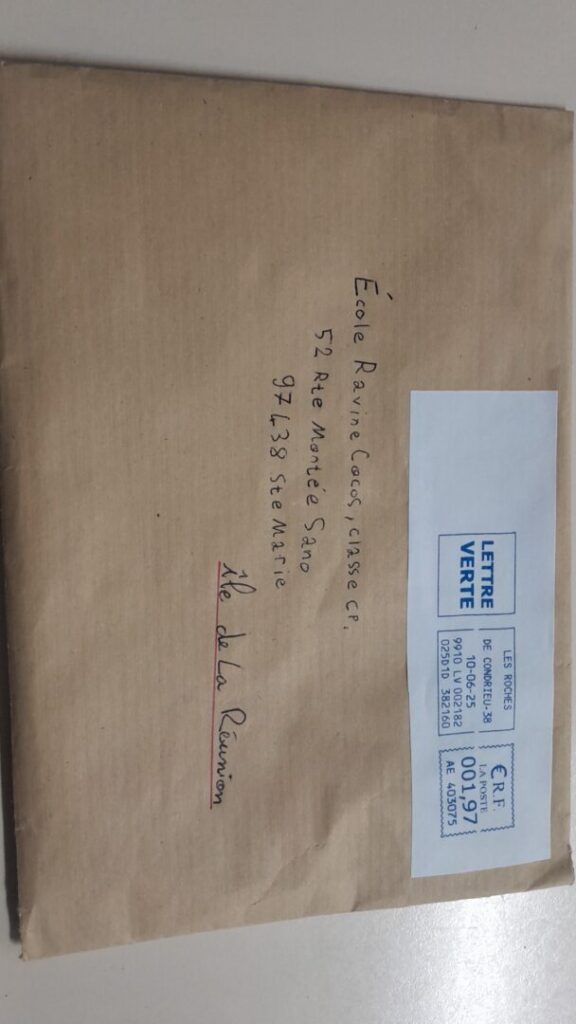 LETTRE
VERTE
LES ROCHES
DE CONDRIEU-38
10-06-25
9910 LV 002182
025D1D 382160
€ R.F.
LA POSTE
001,97
AE 403075
École Ravine Cocos, classe CP.
52 Rte Montée Sano
97438 Ste Marie
île de La Réunion